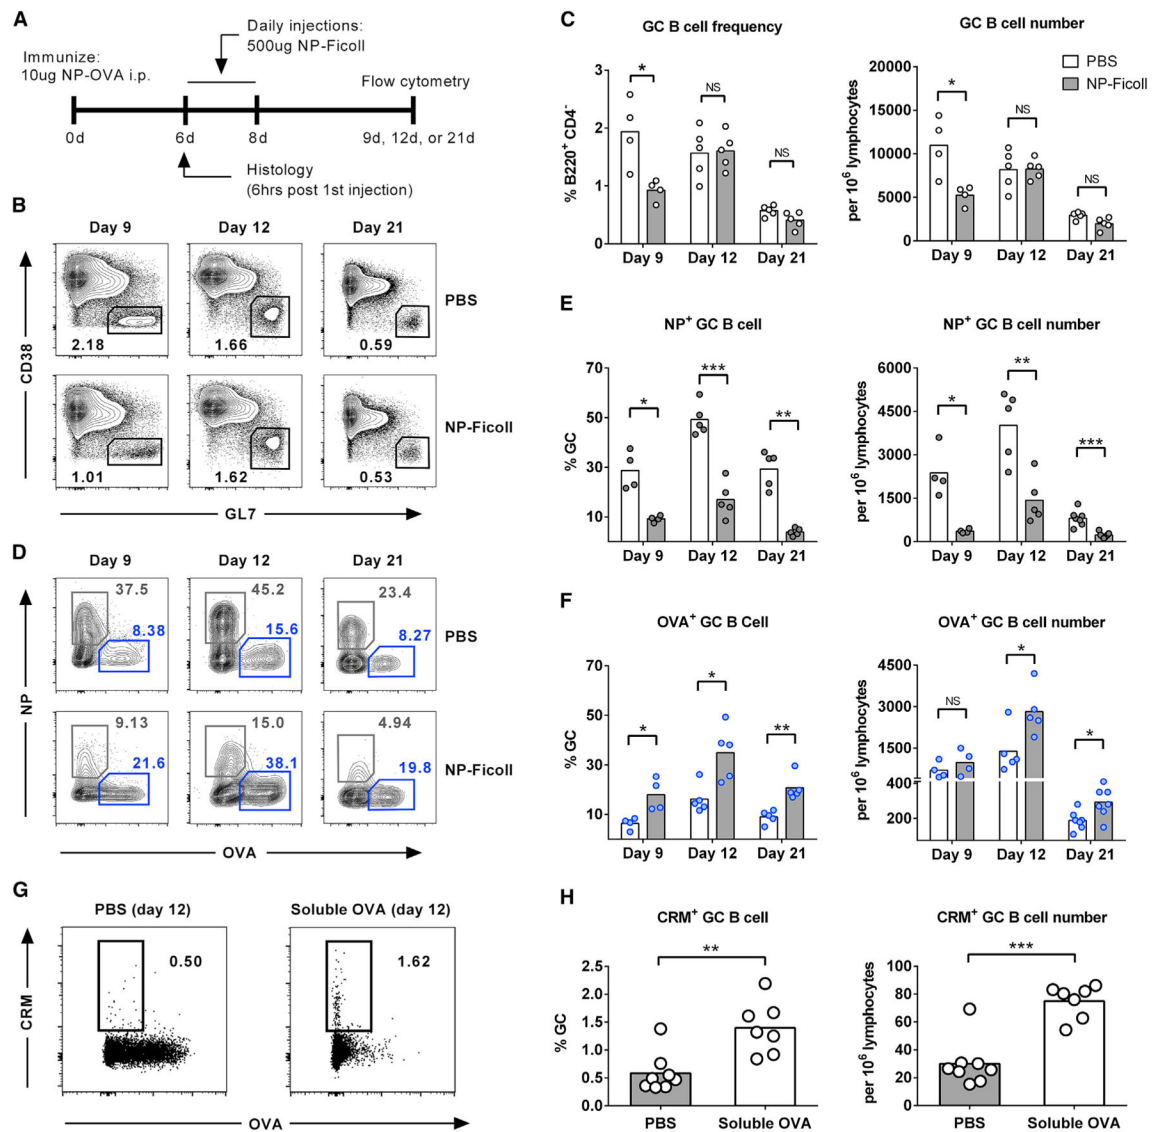 A
Immunize:
10ug NP-OVA i.p.
Daily injections:
500ug NP-Ficoll
Flow cytometry
0d
6d
8d
9d, 12d, or 21d
Histology
(6hrs post 1st injection)
B
Day 9
Day 12
Day 21
2.18
1.66
0.59
PBS
1.01
1.62
0.53
NP-Ficoll
CD38
GL7
C
GC B cell frequency
% B220⁺ CD4⁻
3
2
1
0
*
NS
NS
Day 9
Day 12
Day 21
GC B cell number
PBS
NP-Ficoll
per 10⁶ lymphocytes
20000
15000
10000
5000
0
*
NS
NS
Day 9
Day 12
Day 21
D
Day 9
Day 12
Day 21
37.5
8.38
45.2
15.6
23.4
8.27
PBS
9.13
21.6
15.0
38.1
4.94
19.8
NP-Ficoll
NP
OVA
E
NP⁺ GC B cell
% GC
70
50
30
10
*
***
**
Day 9
Day 12
Day 21
NP⁺ GC B cell number
per 10⁶ lymphocytes
6000
4500
3000
1500
0
*
**
***
Day 9
Day 12
Day 21
F
OVA⁺ GC B Cell
% GC
70
50
30
10
*
*
**
Day 9
Day 12
Day 21
OVA⁺ GC B cell number
per 10⁶ lymphocytes
4500
3000
1500
400
200
NS
*
*
Day 9
Day 12
Day 21
G
PBS (day 12)
Soluble OVA (day 12)
0.50
1.62
CRM
OVA
H
CRM⁺ GC B cell
% GC
2.5
2.0
1.5
1.0
0.5
0.0
**
PBS
Soluble OVA
CRM⁺ GC B cell number
per 10⁶ lymphocytes
100
80
60
40
20
0
***
PBS
Soluble OVA